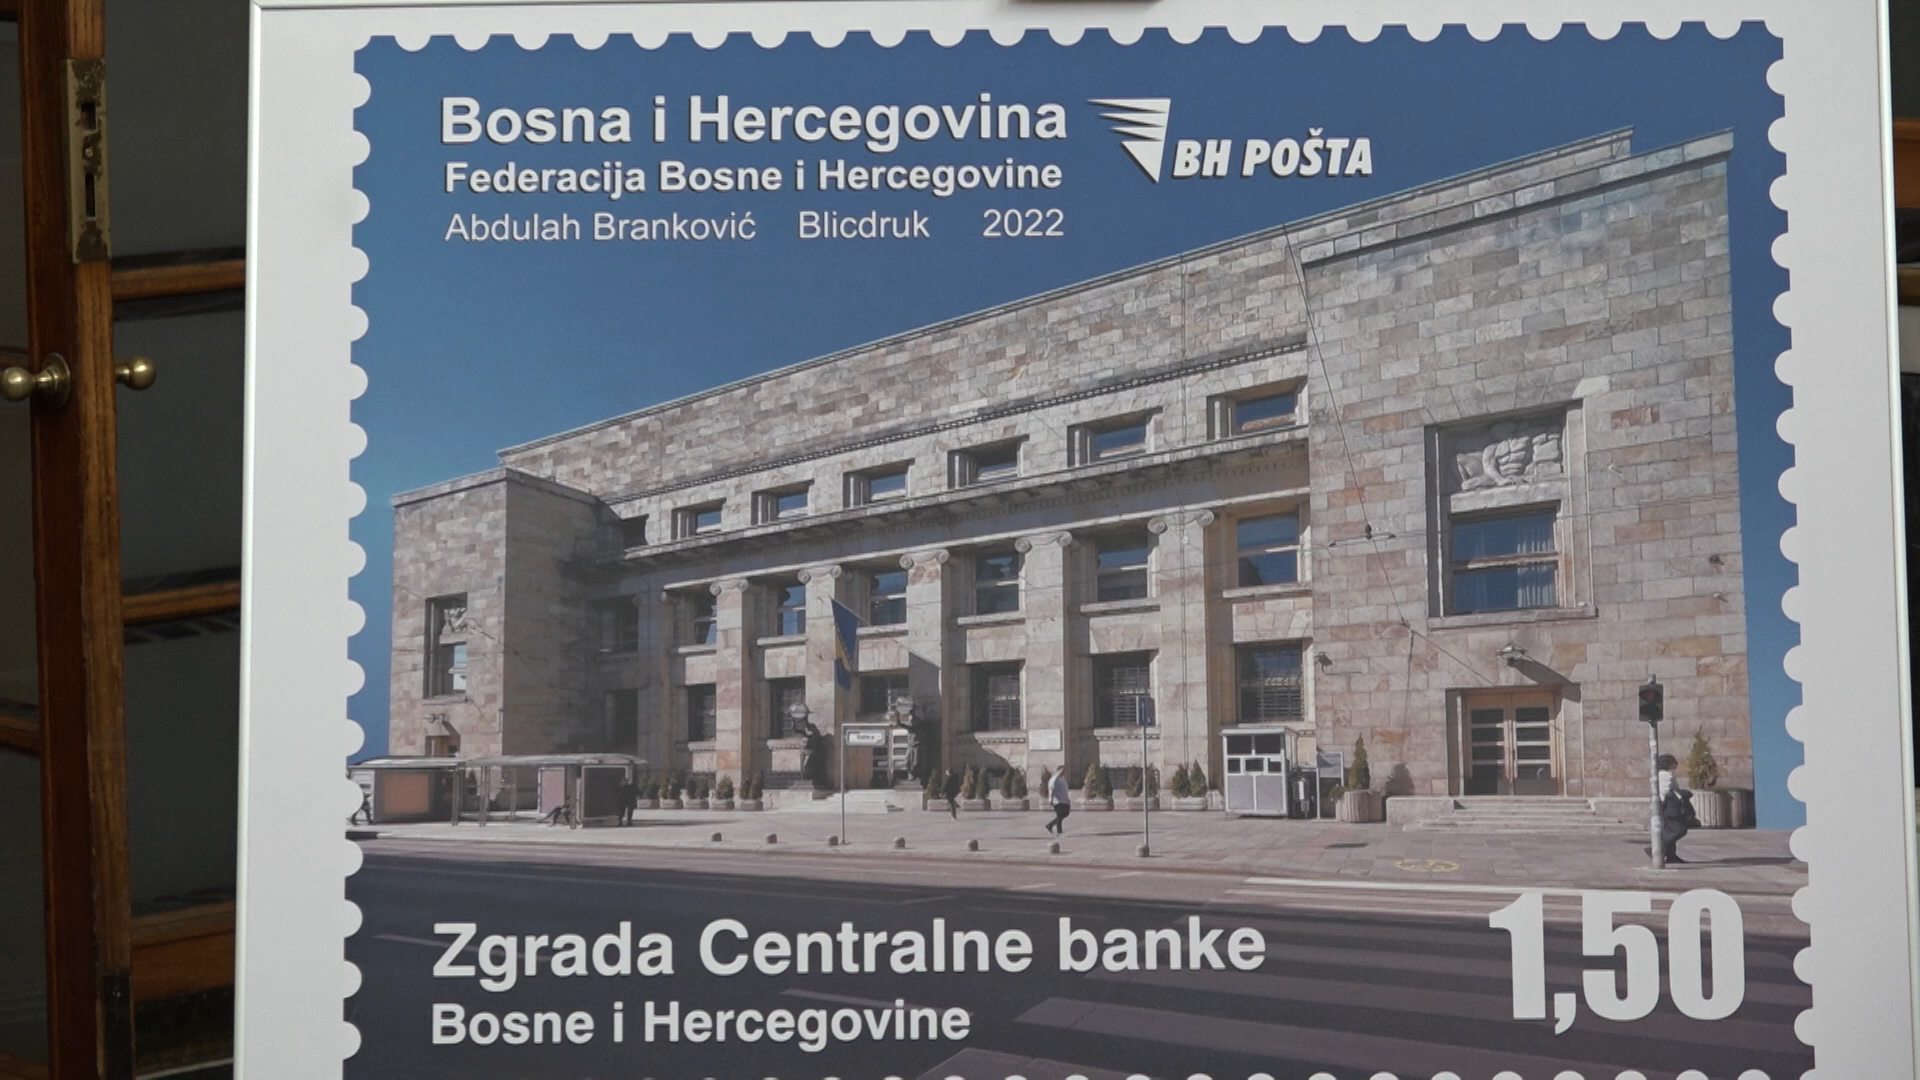 Bosna i Hercegovina
Federacija Bosne i Hercegovine
Abdulah Branković Blicdruk 2022
BH POŠTA
Zgrada Centralne banke
Bosne i Hercegovine
1,50